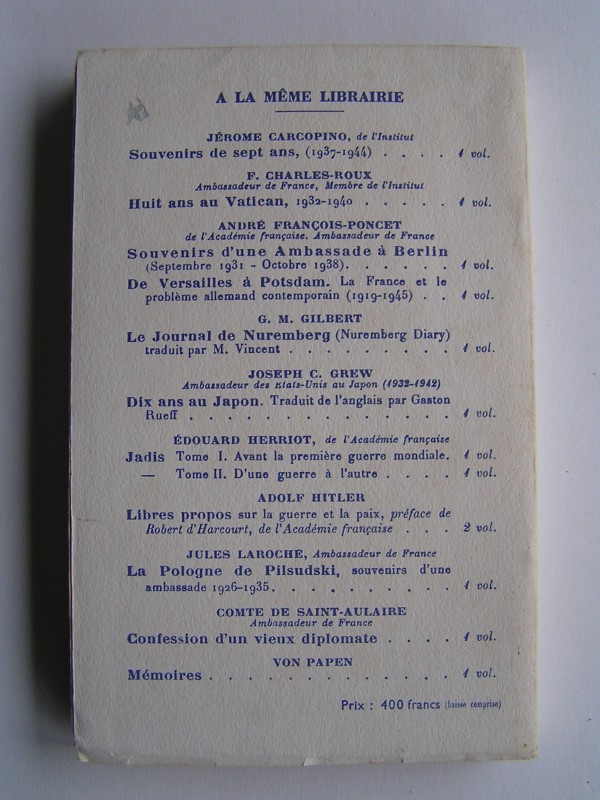 A LA MÊME LIBRAIRIE
JÉROME CARCOPINO, de l'Institut
Souvenirs de sept ans, (1937-1944) . . . . 1 vol.
F. CHARLES-ROUX
Ambassadeur de France, Membre de l'Institut
Huit ans au Vatican, 1932-1940 . . . . . 1 vol.
ANDRÉ FRANÇOIS-PONCET
de l'Académie française. Ambassadeur de France
Souvenirs d'une Ambassade à Berlin
(Septembre 1931 - Octobre 1938). . . . . . 1 vol.
De Versailles à Potsdam. La France et le
problème allemand contemporain (1919-1945) . . 1 vol.
G. M. GILBERT
Le Journal de Nuremberg (Nuremberg Diary)
traduit par M. Vincent . . . . . . . . . 1 vol.
JOSEPH C. GREW
Ambassadeur des Etats-Unis au Japon (1932-1942)
Dix ans au Japon. Traduit de l'anglais par Gaston
Rueff . . . . . . . . . . . . . . 1 vol.
ÉDOUARD HERRIOT, de l'Académie française
Jadis Tome I. Avant la première guerre mondiale. 1 vol.
— Tome II. D'une guerre à l'autre . . . . 1 vol.
ADOLF HITLER
Libres propos sur la guerre et la paix, préface de
Robert d'Harcourt, de l'Académie française . . . . 2 vol.
JULES LAROCHE, Ambassadeur de France
La Pologne de Pilsudski, souvenirs d'une
ambassade 1926-1935. . . . . . . . . . 1 vol.
COMTE DE SAINT-AULAIRE
Ambassadeur de France
Confession d'un vieux diplomate . . . . 1 vol.
VON PAPEN
Mémoires . . . . . . . . . . . . . 1 vol.
Prix : 400 francs (baisse comprise)